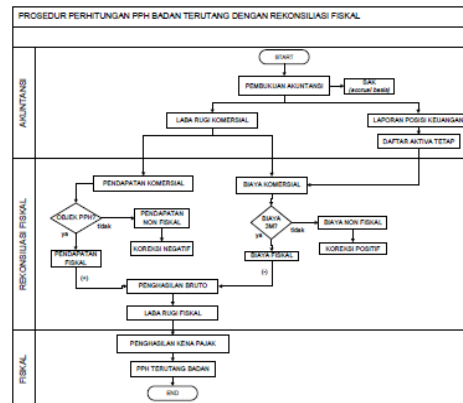 PROSEDUR PERHITUNGAN PPH BADAN TERUTANG DENGAN REKONSILIASI FISKAL
AKUNTANSI
START
PEMBUKUAN AKUNTANSI
SAK
(accrual basis)
LABA RUGI KOMERSIAL
LAPORAN POSISI KEUANGAN
DAFTAR AKTIVA TETAP
REKONSILIASI FISKAL
PENDAPATAN KOMERSIAL
BIAYA KOMERSIAL
OBJEK PPH?
ya
tidak
PENDAPATAN
NON FISKAL
KOREKSI NEGATIF
PENDAPATAN
FISKAL
(+)
BIAYA
3M?
ya
tidak
BIAYA NON FISKAL
KOREKSI POSITIF
BIAYA FISKAL
(-)
PENGHASILAN BRUTO
LABA RUGI FISKAL
FISKAL
PENGHASILAN KENA PAJAK
PPH TERUTANG BADAN
END